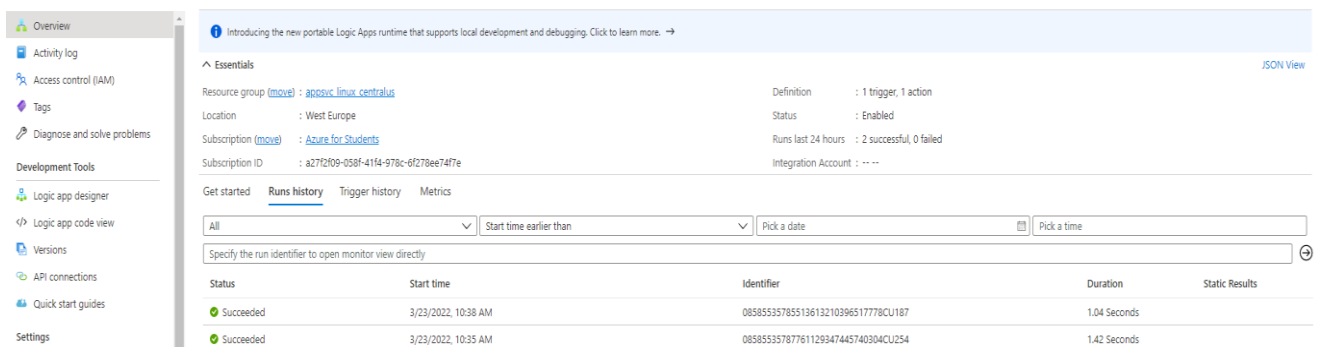 Overview
Activity log
Access control (IAM)
Tags
Diagnose and solve problems
Development Tools
Logic app designer
Logic app code view
Versions
API connections
Quick start guides
Settings
Introducing the new portable Logic Apps runtime that supports local development and debugging. Click to learn more. →
Essentials
JSON View
Resource group (move) : appsvc_linux_centralus
Location : West Europe
Subscription (move) : Azure for Students
Subscription ID : a27f2f09-058f-41f4-978c-6f278ee74f7e
Definition : 1 trigger, 1 action
Status : Enabled
Runs last 24 hours : 2 successful, 0 failed
Integration Account : -- --
Get started Runs history Trigger history Metrics
All Start time earlier than Pick a date Pick a time
Specify the run identifier to open monitor view directly
Status Start time Identifier Duration Static Results
Succeeded 3/23/2022, 10:38 AM 08585535785513613210396517778CU187 1.04 Seconds
Succeeded 3/23/2022, 10:35 AM 08585535787761129347445740304CU254 1.42 Seconds